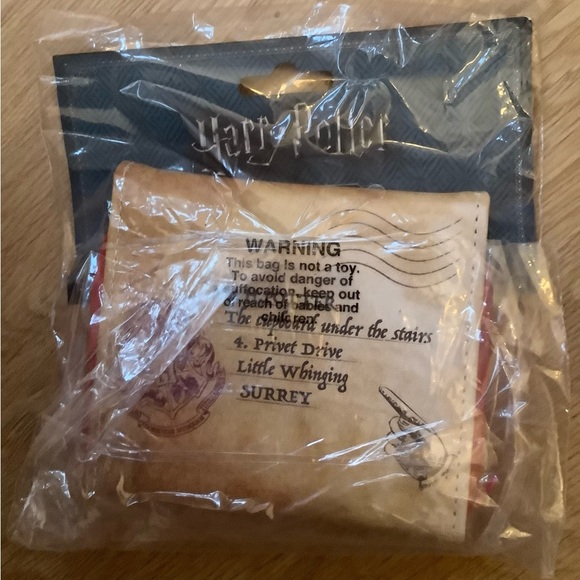 Harry Potter
WARNING
This bag is not a toy.
To avoid danger of
suffocation, keep out
of reach of babies and
children!
The cupboard under the stairs
4. Privet Drive
Little Whinging
SURREY